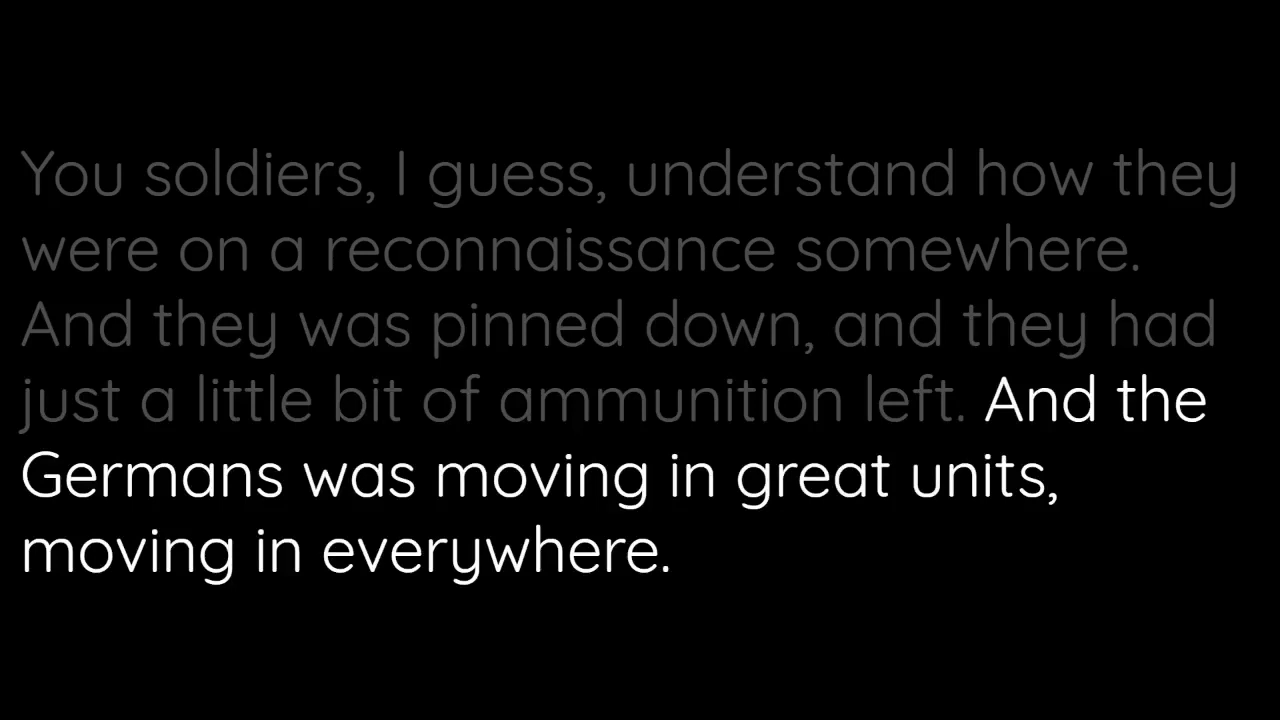 You soldiers, I guess, understand how they
were on a reconnaissance somewhere.
And they was pinned down, and they had
just a little bit of ammunition left. And the
Germans was moving in great units,
moving in everywhere.